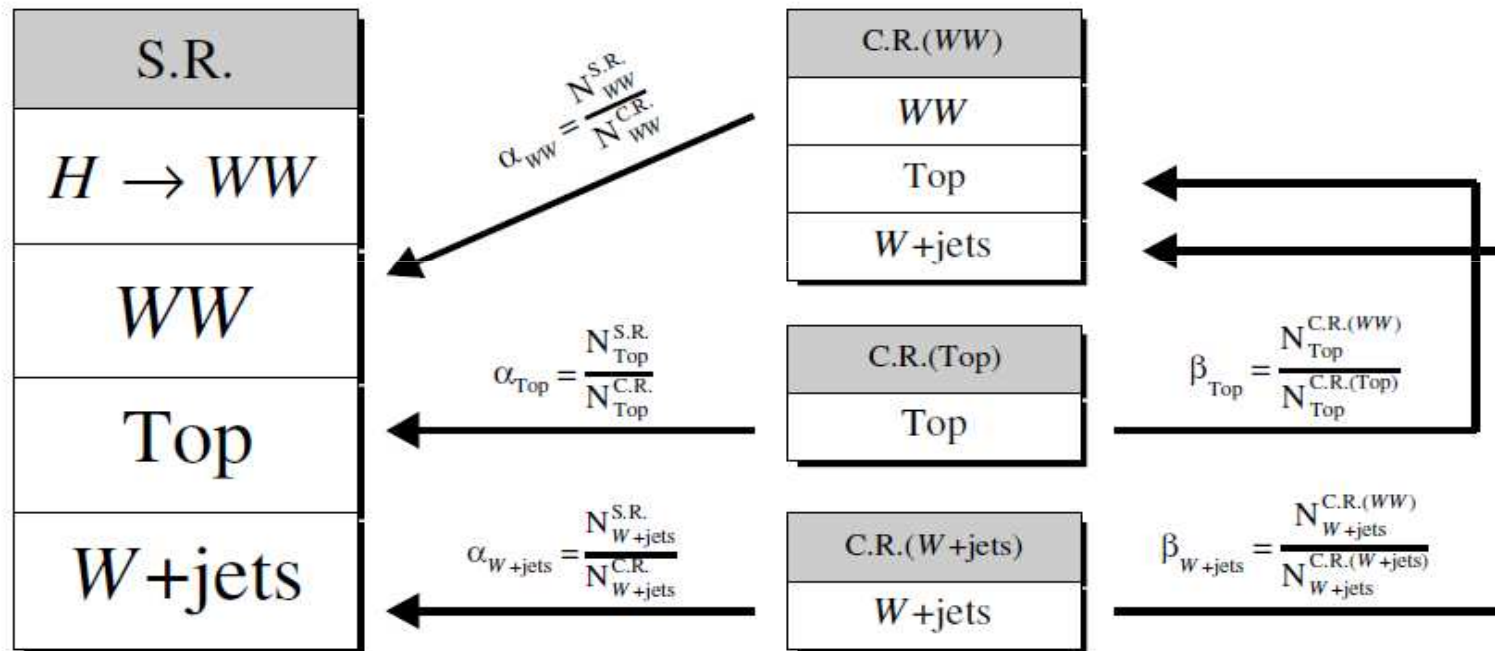 S.R.
H → WW
WW
Top
W+jets
α_WW = N^S.R._WW / N^C.R._WW
α_Top = N^S.R._Top / N^C.R._Top
α_W+jets = N^S.R._W+jets / N^C.R._W+jets
C.R.(WW)
WW
Top
W+jets
C.R.(Top)
Top
C.R.(W+jets)
W+jets
β_Top = N^C.R.(WW)_Top / N^C.R.(Top)_Top
β_W+jets = N^C.R.(WW)_W+jets / N^C.R.(W+jets)_W+jets